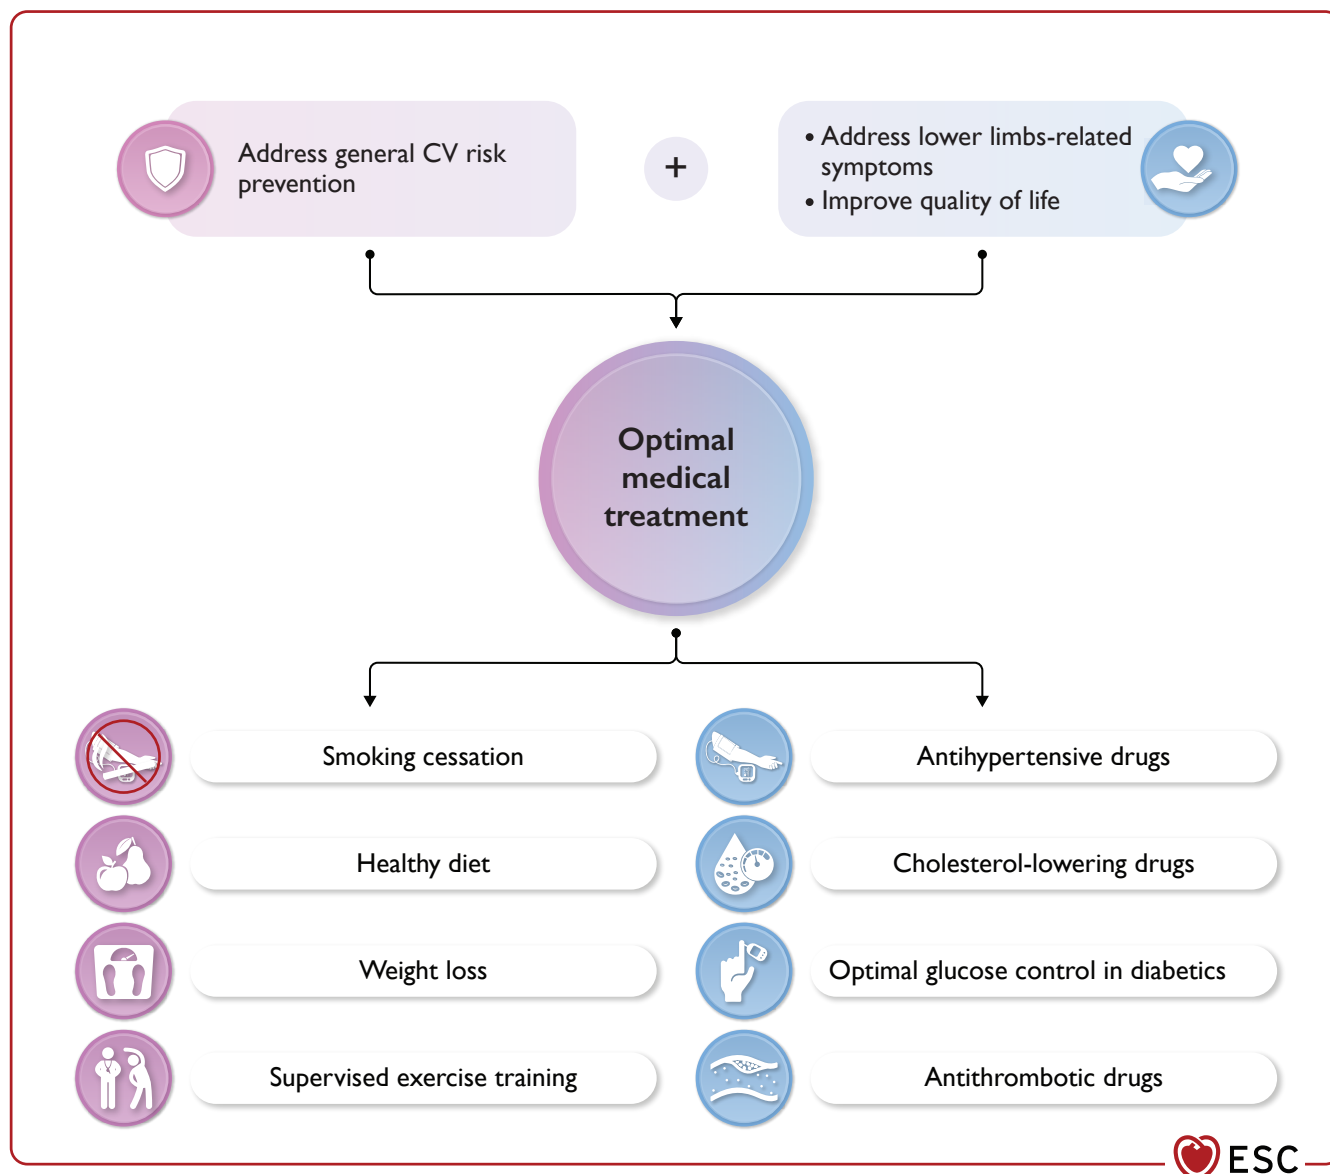 Address general CV risk
prevention
+
• Address lower limbs-related
symptoms
• Improve quality of life
Optimal
medical
treatment
Smoking cessation
Antihypertensive drugs
Healthy diet
Cholesterol-lowering drugs
Weight loss
Optimal glucose control in diabetics
Supervised exercise training
Antithrombotic drugs
ESC